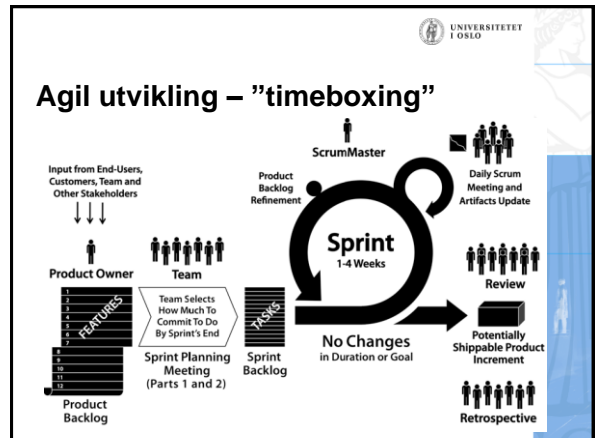 UNIVERSITETET
I OSLO
Agil utvikling – ”timeboxing”
Input from End-Users,
Customers, Team and
Other Stakeholders
Product Owner
Team
1
2
3
4
5
6
7
8
9
10
11
12
FEATURES
Product
Backlog
Team Selects
How Much To
Commit To Do
By Sprint’s End
Sprint Planning
Meeting
(Parts 1 and 2)
TASKS
Sprint
Backlog
ScrumMaster
Product
Backlog
Refinement
Sprint
1-4 Weeks
No Changes
in Duration or Goal
Daily Scrum
Meeting and
Artifacts Update
Review
Potentially
Shippable Product
Increment
Retrospective